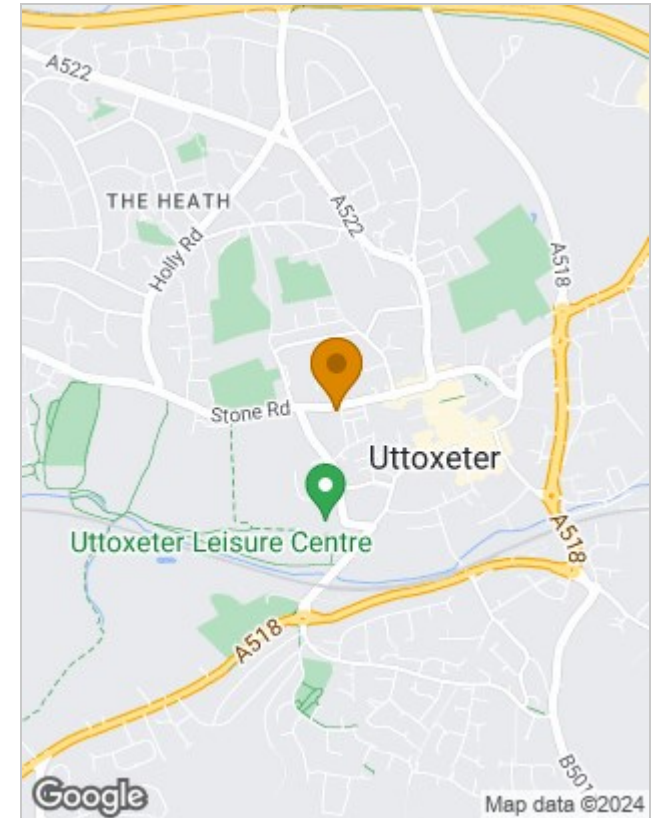 A522
THE HEATH
Holly Rd
A522
A518
Stone Rd
Uttoxeter
Uttoxeter Leisure Centre
A518
A518
B501
Google
Map data ©2024